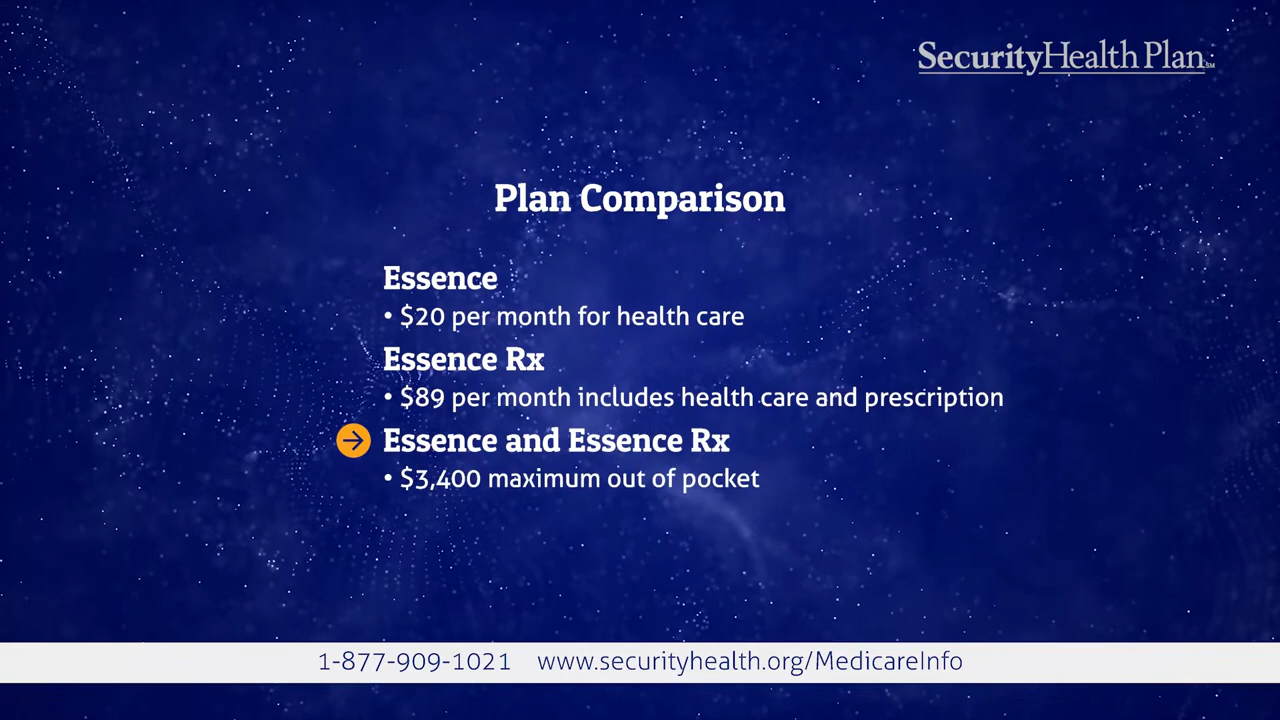 SecurityHealth Plan℠
Plan Comparison
Essence
• $20 per month for health care
Essence Rx
• $89 per month includes health care and prescription
Essence and Essence Rx
• $3,400 maximum out of pocket
1-877-909-1021 www.securityhealth.org/MedicareInfo